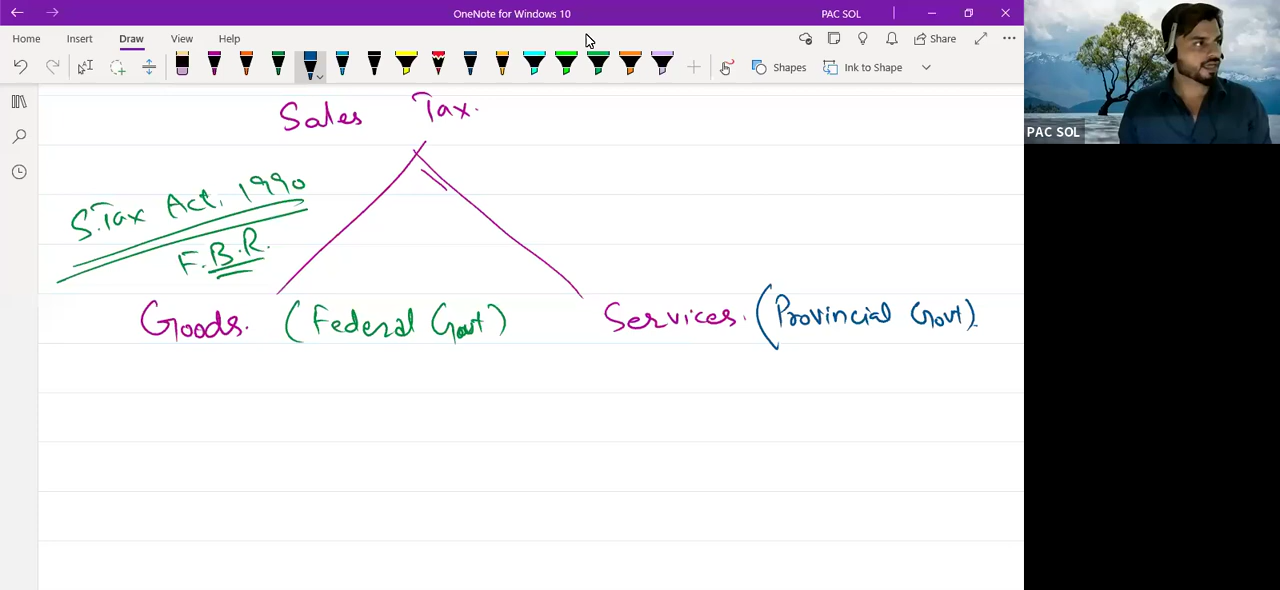 OneNote for Windows 10
PAC SOL
Home Insert Draw View Help
Share
Shapes
Ink to Shape
PAC SOL
Sales Tax.
S.Tax Act, 1990
F.B.R.
Goods. (Federal Govt)
Services. (Provincial Govt).